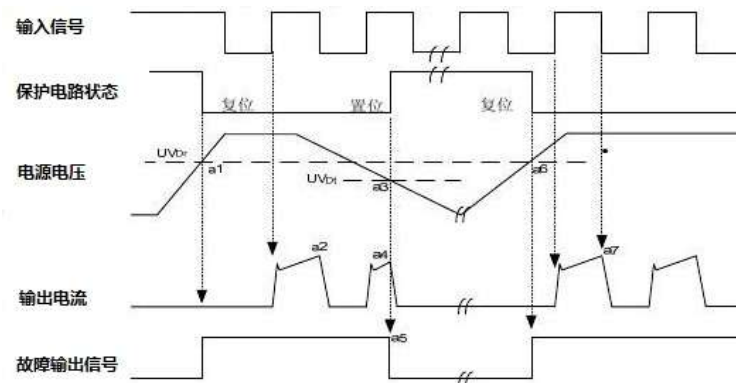 输入信号
保护电路状态
复位 置位 复位
电源电压
UVDr a1 a6
UVDt a3
a2 a4 a7
输出电流
a5
故障输出信号